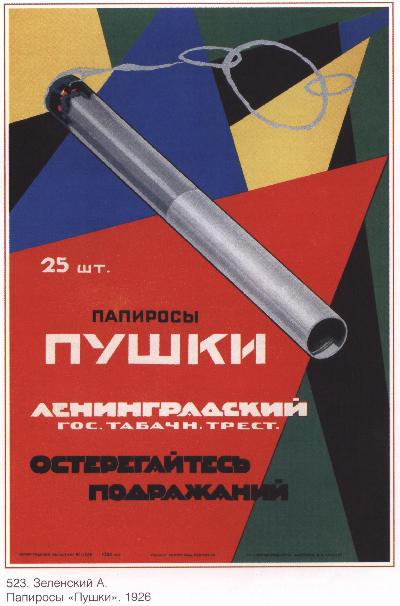 25 шт.
ПАПИРОСЫ
ПУШКИ
ЛЕНИНГРАДСКИЙ
ГОС. ТАБАЧН. ТРЕСТ.
ОСТЕРЕГАЙТЕСЬ
ПОДРАЖАНИЙ
523. Зеленский А.
Папиросы «Пушки». 1926